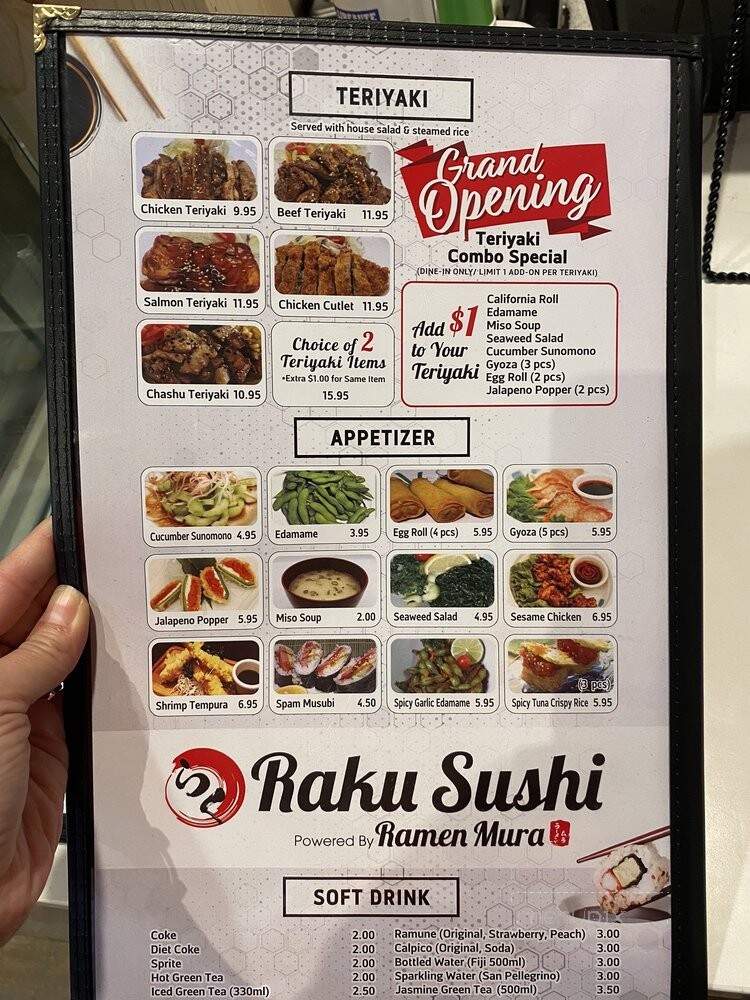 TERIYAKI
Served with house salad & steamed rice
Chicken Teriyaki 9.95
Beef Teriyaki 11.95
Salmon Teriyaki 11.95
Chicken Cutlet 11.95
Chashu Teriyaki 10.95
Choice of 2
Teriyaki Items
•Extra $1.00 for Same Item
15.95
Grand
Opening
Teriyaki
Combo Special
(DINE-IN ONLY/ LIMIT 1 ADD-ON PER TERIYAKI)
Add $1
to Your
Teriyaki
California Roll
Edamame
Miso Soup
Seaweed Salad
Cucumber Sunomono
Gyoza (3 pcs)
Egg Roll (2 pcs)
Jalapeno Popper (2 pcs)
APPETIZER
Cucumber Sunomono 4.95
Edamame 3.95
Egg Roll (4 pcs) 5.95
Gyoza (5 pcs) 5.95
Jalapeno Popper 5.95
Miso Soup 2.00
Seaweed Salad 4.95
Sesame Chicken 6.95
Shrimp Tempura 6.95
Spam Musubi 4.50
Spicy Garlic Edamame 5.95
(3 pcs)
Spicy Tuna Crispy Rice 5.95
らく
Raku Sushi
Powered By Ramen Mura
SOFT DRINK
Coke 2.00
Diet Coke 2.00
Sprite 2.00
Hot Green Tea 2.00
Iced Green Tea (330ml) 2.50
Ramune (Original, Strawberry, Peach) 3.00
Calpico (Original, Soda) 3.00
Bottled Water (Fiji 500ml) 3.00
Sparkling Water (San Pellegrino) 3.00
Jasmine Green Tea (500ml) 3.50